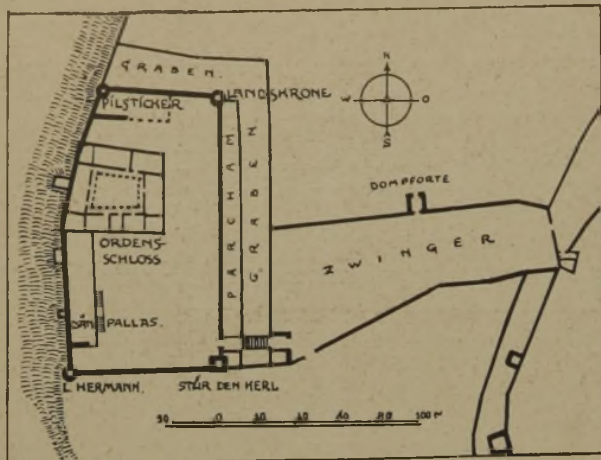 GRABEN.
PILSTICKER
LANDSKRONE
N
W
O
S
DOMPFORTE
PARCHAM
GRABEN
ZWINGER
ORDENS-
SCHLOSS
DÄN. PALLAS.
L. HERMANN.
STÜR DEN KERL
50 0 20 40 60 80 100 M